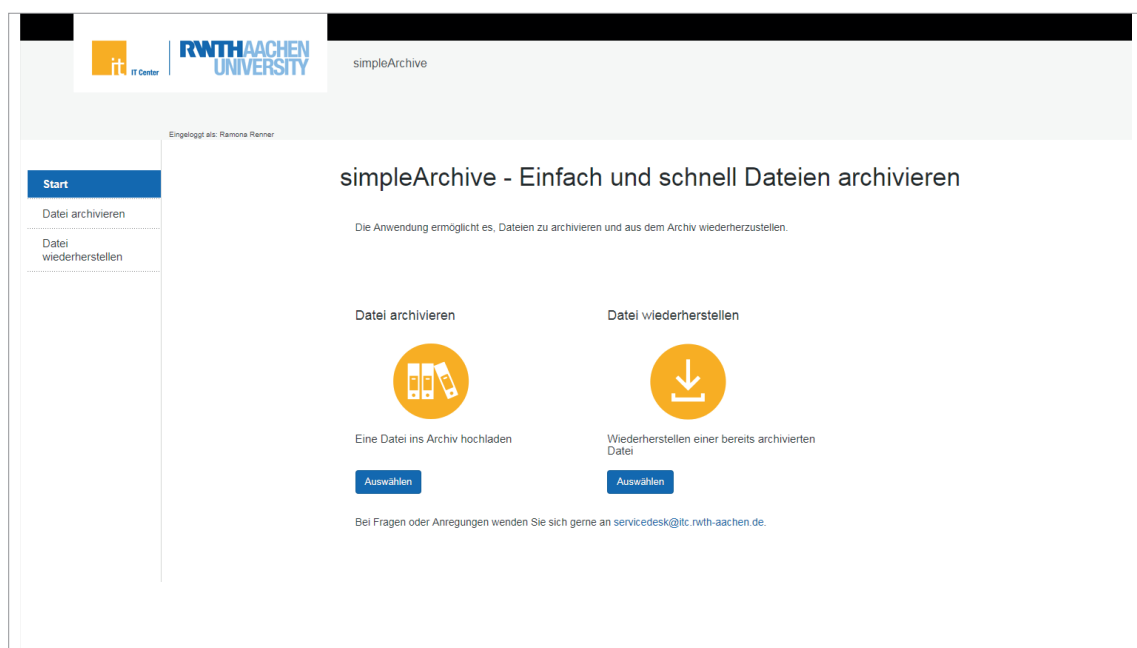 it IT Center
RWTHAACHEN
UNIVERSITY
simpleArchive
Eingeloggt als: Ramona Renner
Start
Datei archivieren
Datei
wiederherstellen
simpleArchive - Einfach und schnell Dateien archivieren
Die Anwendung ermöglicht es, Dateien zu archivieren und aus dem Archiv wiederherzustellen.
Datei archivieren
Datei wiederherstellen
Eine Datei ins Archiv hochladen
Wiederherstellen einer bereits archivierten
Datei
Auswählen
Auswählen
Bei Fragen oder Anregungen wenden Sie sich gerne an servicedesk@itc.rwth-aachen.de.